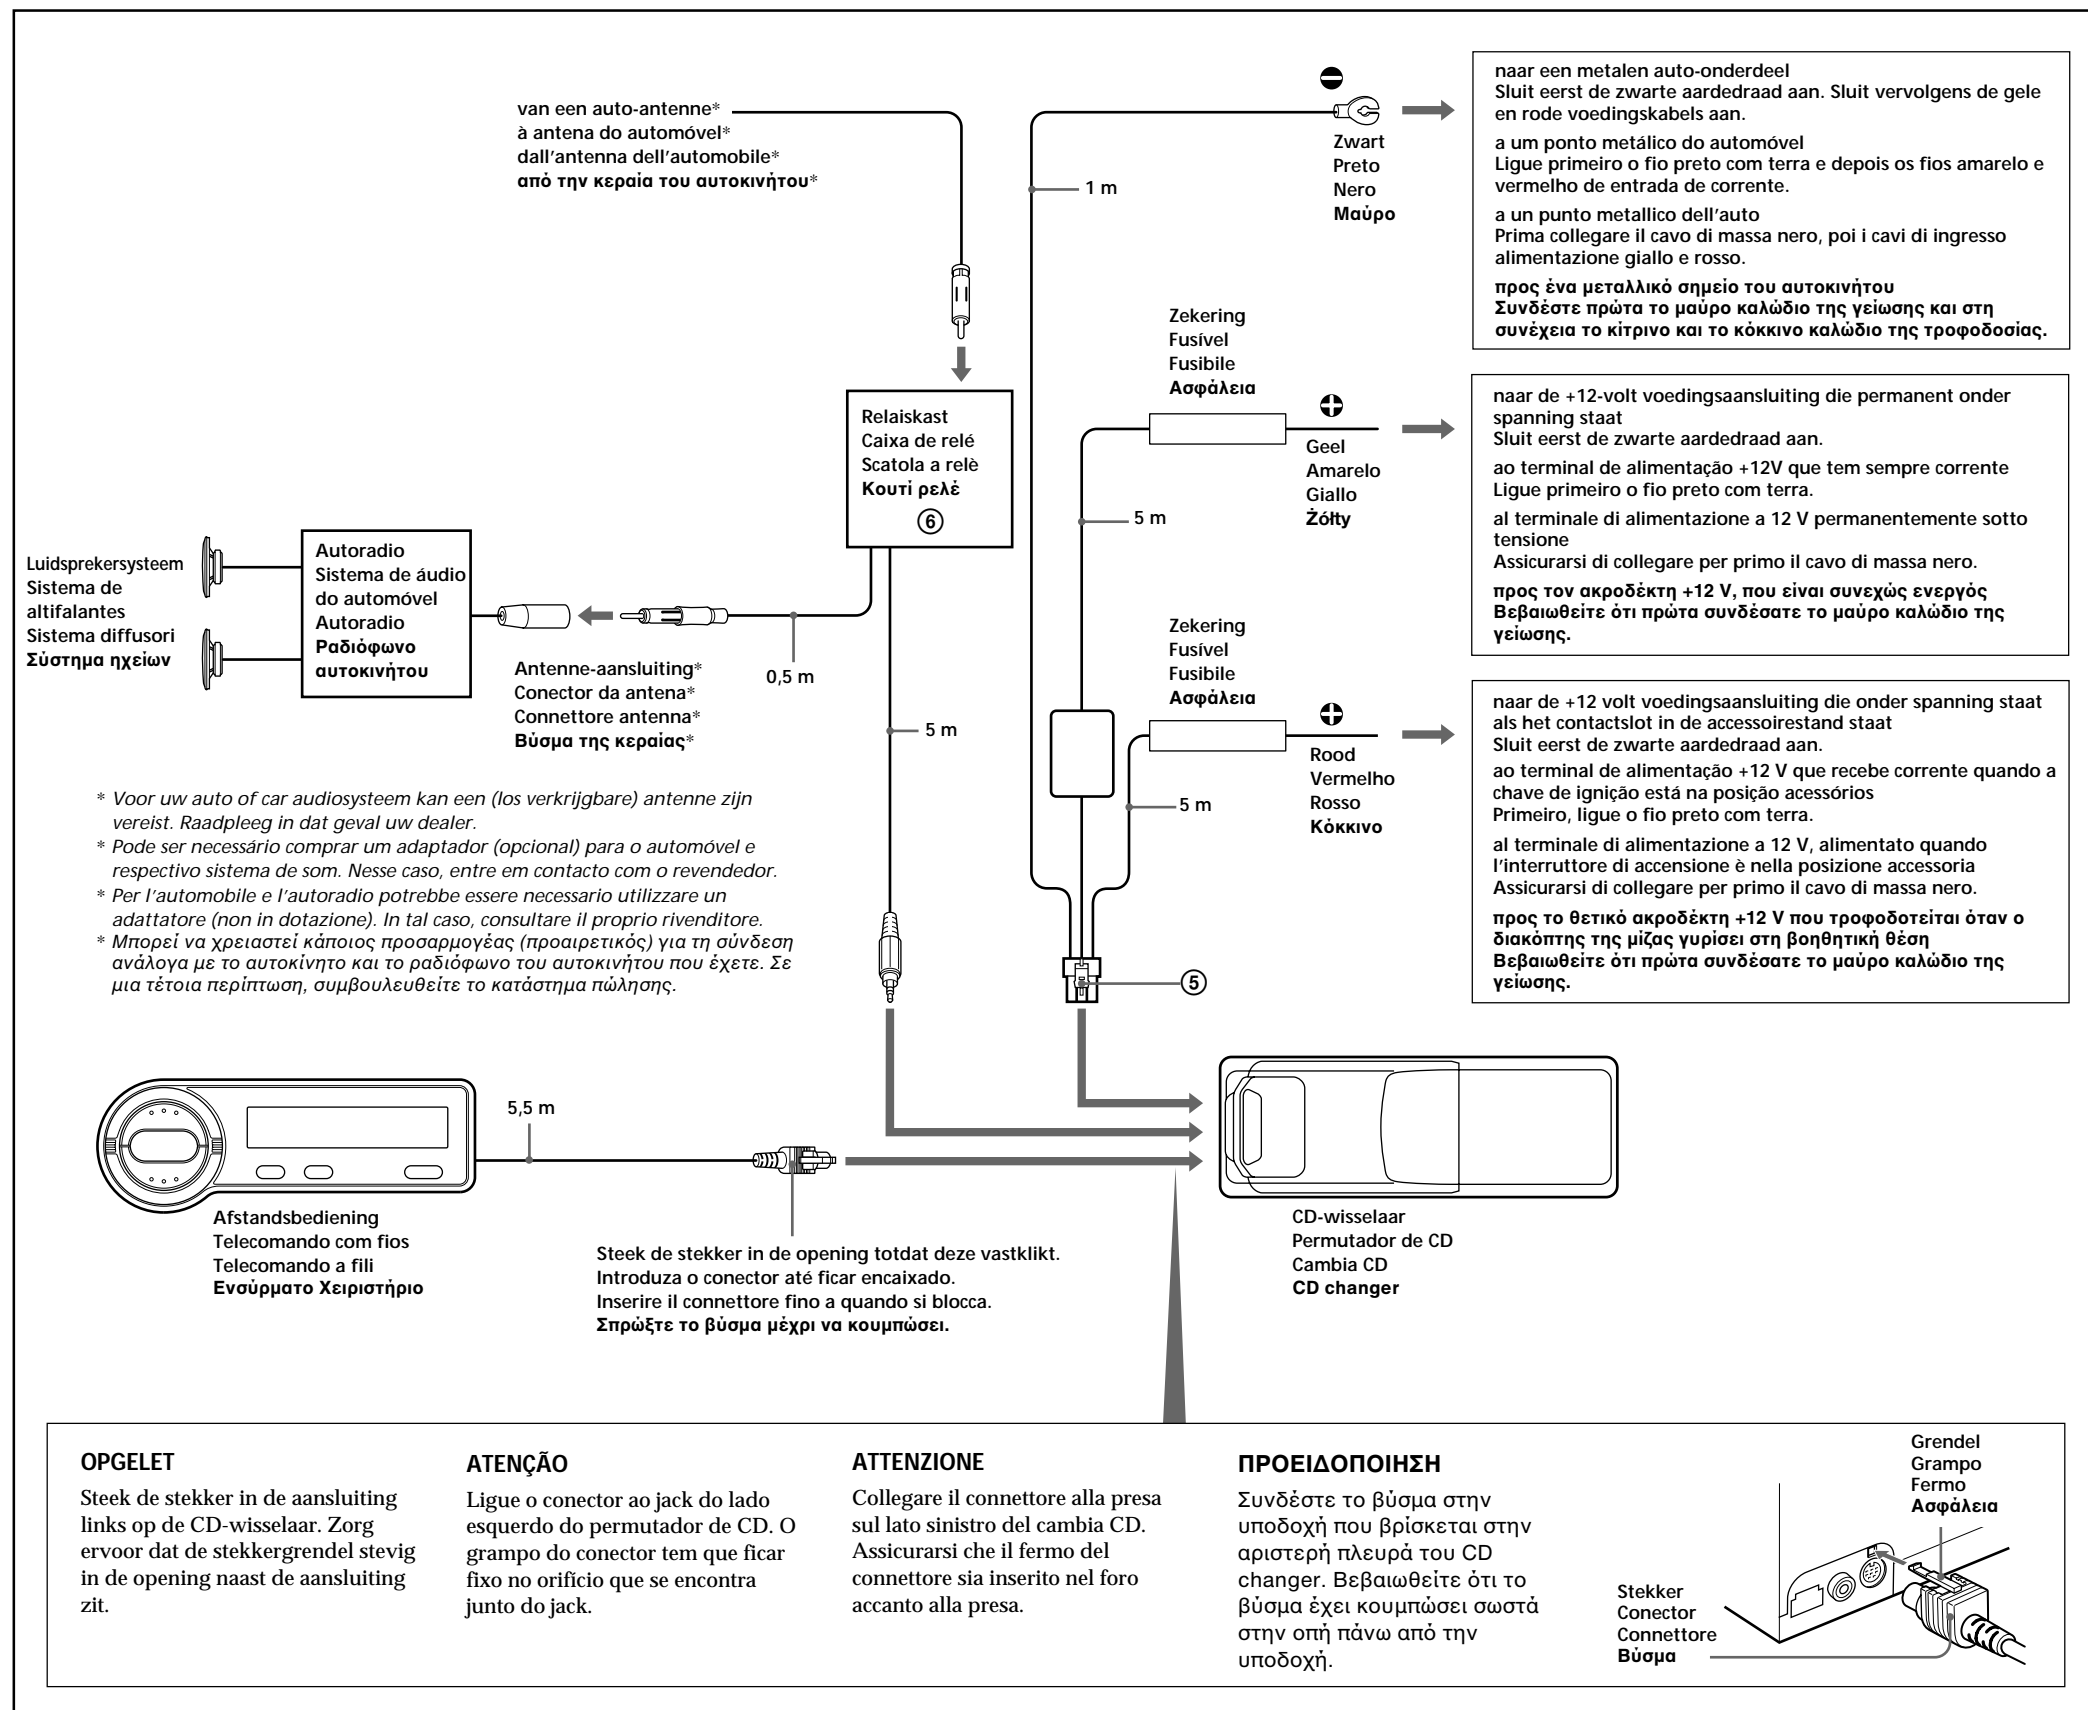 van een auto-antenne*
à antena do automóvel*
dall'antenna dell'automobile*
από την κεραία του αυτοκινήτου*
1 m
Zwart
Preto
Nero
Μαύρο
naar een metalen auto-onderdeel
Sluit eerst de zwarte aardedraad aan. Sluit vervolgens de gele
en rode voedingskabels aan.
a um ponto metálico do automóvel
Ligue primeiro o fio preto com terra e depois os fios amarelo e
vermelho de entrada de corrente.
a un punto metallico dell'auto
Prima collegare il cavo di massa nero, poi i cavi di ingresso
alimentazione giallo e rosso.
προς ένα μεταλλικό σημείο του αυτοκινήτου
Συνδέστε πρώτα το μαύρο καλώδιο της γείωσης και στη
συνέχεια το κίτρινο και το κόκκινο καλώδιο της τροφοδοσίας.
Zekering
Fusível
Fusibile
Ασφάλεια
Geel
Amarelo
Giallo
Żółty
5 m
naar de +12-volt voedingsaansluiting die permanent onder
spanning staat
Sluit eerst de zwarte aardedraad aan.
ao terminal de alimentação +12V que tem sempre corrente
Ligue primeiro o fio preto com terra.
al terminale di alimentazione a 12 V permanentemente sotto
tensione
Assicurarsi di collegare per primo il cavo di massa nero.
προς τον ακροδέκτη +12 V, που είναι συνεχώς ενεργός
Βεβαιωθείτε ότι πρώτα συνδέσατε το μαύρο καλώδιο της
γείωσης.
Relaiskast
Caixa de relé
Scatola a relè
Κουτί ρελέ
⑥
Luidsprekersysteem
Sistema de
altifalantes
Sistema diffusori
Σύστημα ηχείων
Autoradio
Sistema de áudio
do automóvel
Autoradio
Ραδιόφωνο
αυτοκινήτου
Antenne-aansluiting*
Conector da antena*
Connettore antenna*
Βύσμα της κεραίας*
0,5 m
5 m
Zekering
Fusível
Fusibile
Ασφάλεια
Rood
Vermelho
Rosso
Κόκκινο
5 m
naar de +12 volt voedingsaansluiting die onder spanning staat
als het contactslot in de accessoirestand staat
Sluit eerst de zwarte aardedraad aan.
ao terminal de alimentação +12 V que recebe corrente quando a
chave de ignição está na posição acessórios
Primeiro, ligue o fio preto com terra.
al terminale di alimentazione a 12 V, alimentato quando
l'interruttore di accensione è nella posizione accessoria
Assicurarsi di collegare per primo il cavo di massa nero.
προς το θετικό ακροδέκτη +12 V που τροφοδοτείται όταν ο
διακόπτης της μίζας γυρίσει στη βοηθητική θέση
Βεβαιωθείτε ότι πρώτα συνδέσατε το μαύρο καλώδιο της
γείωσης.
* Voor uw auto of car audiosysteem kan een (los verkrijgbare) antenne zijn
vereist. Raadpleeg in dat geval uw dealer.
* Pode ser necessário comprar um adaptador (opcional) para o automóvel e
respectivo sistema de som. Nesse caso, entre em contacto com o revendedor.
* Per l'automobile e l'autoradio potrebbe essere necessario utilizzare un
adattatore (non in dotazione). In tal caso, consultare il proprio rivenditore.
* Μπορεί να χρειαστεί κάποιος προσαρμογέας (προαιρετικός) για τη σύνδεση
ανάλογα με το αυτοκίνητο και το ραδιόφωνο του αυτοκινήτου που έχετε. Σε
μια τέτοια περίπτωση, συμβουλευθείτε το κατάστημα πώλησης.
⑤
5,5 m
Afstandsbediening
Telecomando com fios
Telecomando a fili
Ενσύρματο Χειριστήριο
Steek de stekker in de opening totdat deze vastklikt.
Introduza o conector até ficar encaixado.
Inserire il connettore fino a quando si blocca.
Σπρώξτε το βύσμα μέχρι να κουμπώσει.
CD-wisselaar
Permutador de CD
Cambia CD
CD changer
OPGELET
Steek de stekker in de aansluiting
links op de CD-wisselaar. Zorg
ervoor dat de stekkergrendel stevig
in de opening naast de aansluiting
zit.
ATENÇÃO
Ligue o conector ao jack do lado
esquerdo do permutador de CD. O
grampo do conector tem que ficar
fixo no orifício que se encontra
junto do jack.
ATTENZIONE
Collegare il connettore alla presa
sul lato sinistro del cambia CD.
Assicurarsi che il fermo del
connettore sia inserito nel foro
accanto alla presa.
ΠΡΟΕΙΔΟΠΟΙΗΣΗ
Συνδέστε το βύσμα στην
υποδοχή που βρίσκεται στην
αριστερή πλευρά του CD
changer. Βεβαιωθείτε ότι το
βύσμα έχει κουμπώσει σωστά
στην οπή πάνω από την
υποδοχή.
Grendel
Grampo
Fermo
Ασφάλεια
Stekker
Conector
Connettore
Βύσμα